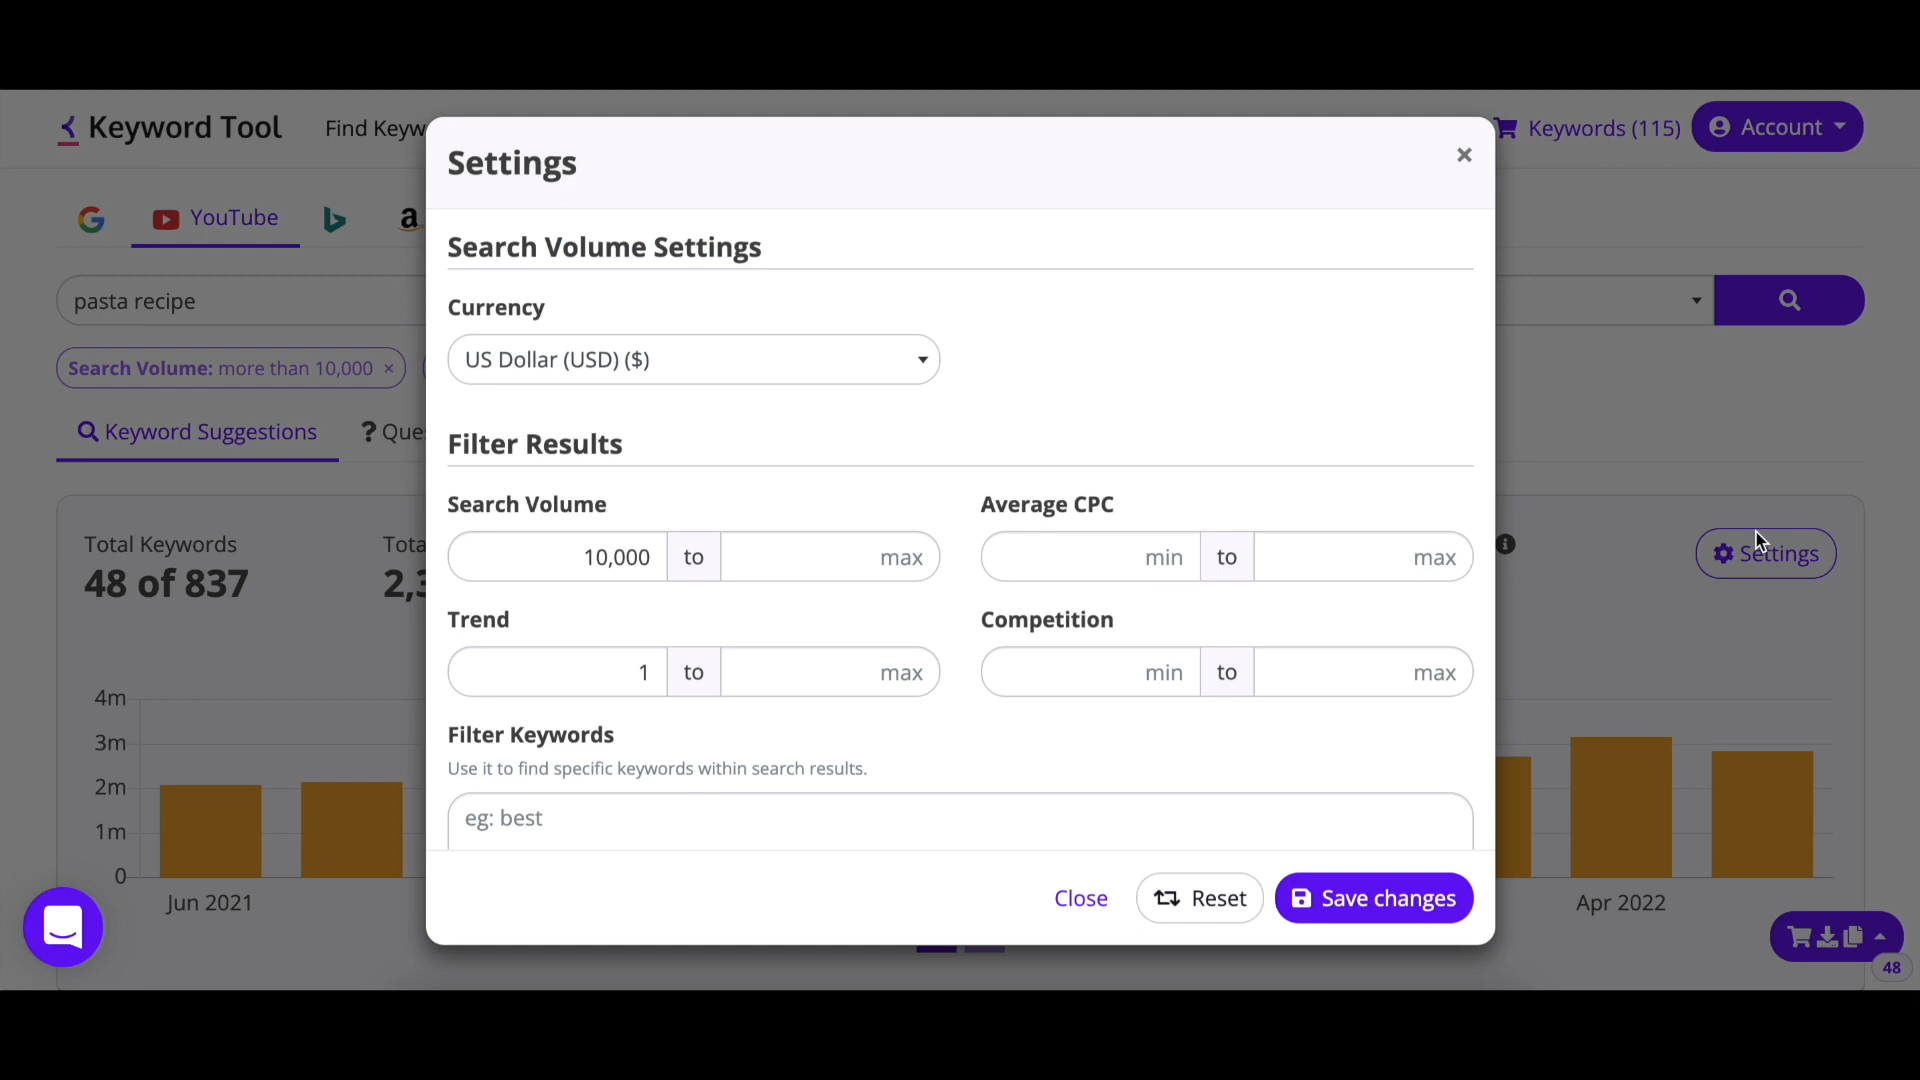 Keyword Tool
Find Keyw
Keywords (115)
Account
YouTube
pasta recipe
Search Volume: more than 10,000 ×
Keyword Suggestions
? Que
Total Keywords
48 of 837
Tota
2,3
Settings
4m
3m
2m
1m
0
Jun 2021
Apr 2022
48
Settings
×
Search Volume Settings
Currency
US Dollar (USD) ($)
Filter Results
Search Volume
10,000 to max
Average CPC
min to max
Trend
1 to max
Competition
min to max
Filter Keywords
Use it to find specific keywords within search results.
eg: best
Close
Reset
Save changes